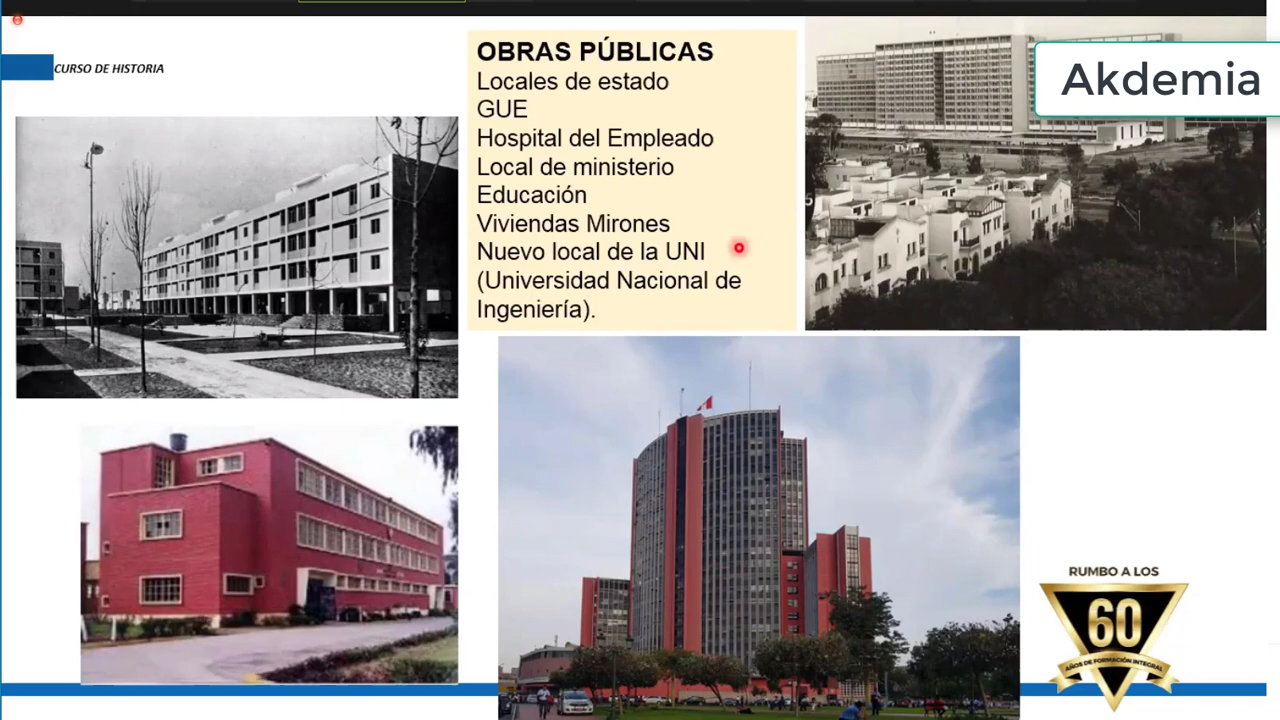 CURSO DE HISTORIA
OBRAS PÚBLICAS
Locales de estado
GUE
Hospital del Empleado
Local de ministerio
Educación
Viviendas Mirones
Nuevo local de la UNI
(Universidad Nacional de
Ingeniería).
Akdemia
RUMBO A LOS
60
AÑOS DE FORMACIÓN INTEGRAL